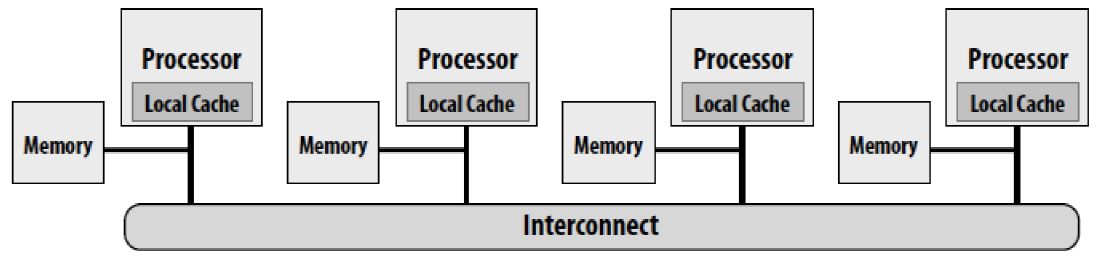 Processor
Local Cache
Memory
Processor
Local Cache
Memory
Processor
Local Cache
Memory
Processor
Local Cache
Memory
Interconnect